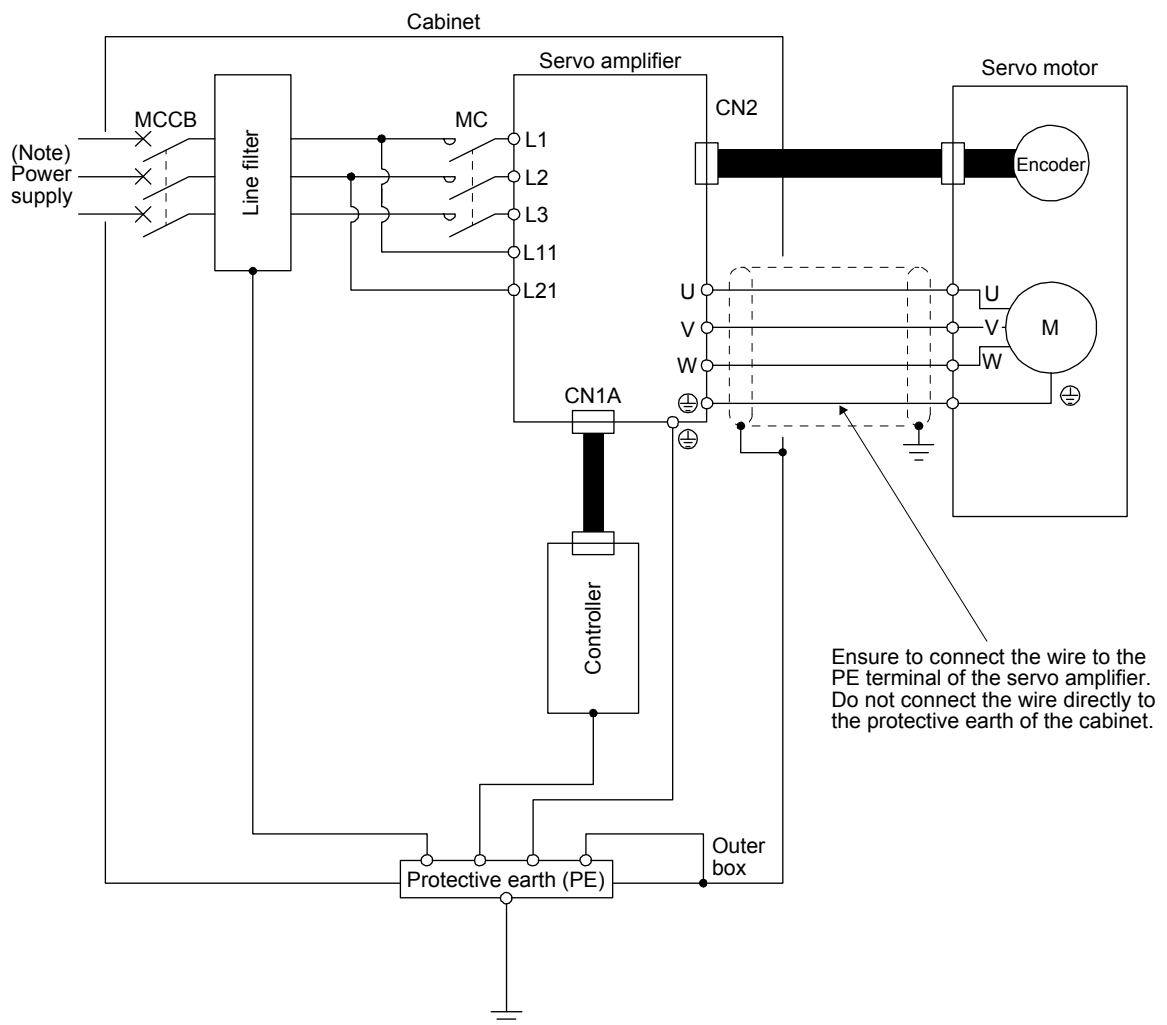 Cabinet
Servo amplifier
Servo motor
MCCB
Line filter
MC
CN2
(Note)
Power
supply
L1
L2
L3
L11
L21
Encoder
U
V
W
U
V
W
M
CN1A
Controller
Ensure to connect the wire to the
PE terminal of the servo amplifier.
Do not connect the wire directly to
the protective earth of the cabinet.
Outer
box
Protective earth (PE)